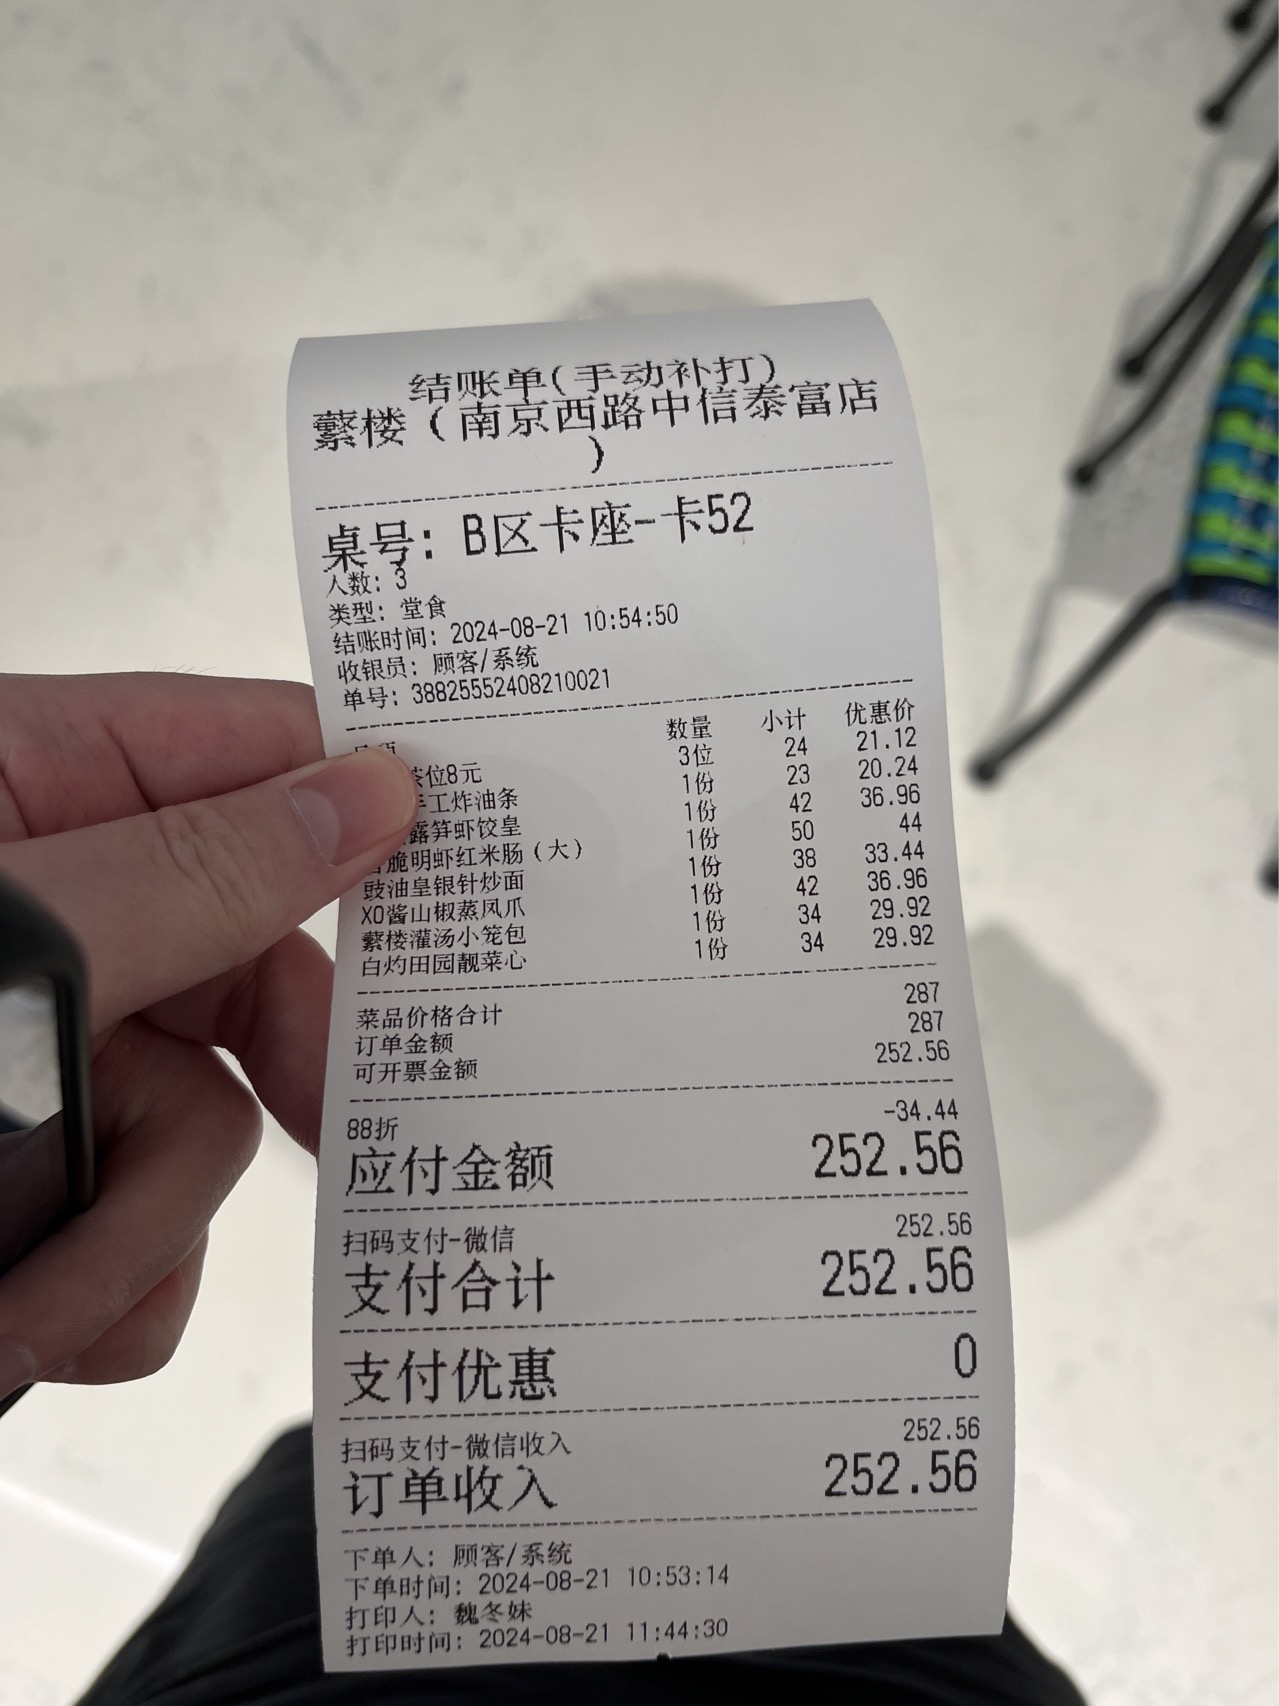 结账单(手动补打)
蘩楼（南京西路中信泰富店
）
桌号: B区卡座-卡52
人数: 3
类型: 堂食
结账时间: 2024-08-21 10:54:50
收银员: 顾客/系统
单号: 38825552408210021
数量 小计 优惠价
茶位8元 3位 24 21.12
手工炸油条 1份 23 20.24
露笋虾饺皇 1份 42 36.96
脆明虾红米肠（大） 1份 50 44
豉油皇银针炒面 1份 38 33.44
XO酱山椒蒸凤爪 1份 42 36.96
蘩楼灌汤小笼包 1份 34 29.92
白灼田园靓菜心 1份 34 29.92
菜品价格合计 287
订单金额 287
可开票金额 252.56
88折 -34.44
应付金额 252.56
扫码支付-微信 252.56
支付合计 252.56
支付优惠 0
扫码支付-微信收入 252.56
订单收入 252.56
下单人: 顾客/系统
下单时间: 2024-08-21 10:53:14
打印人: 魏冬妹
打印时间: 2024-08-21 11:44:30